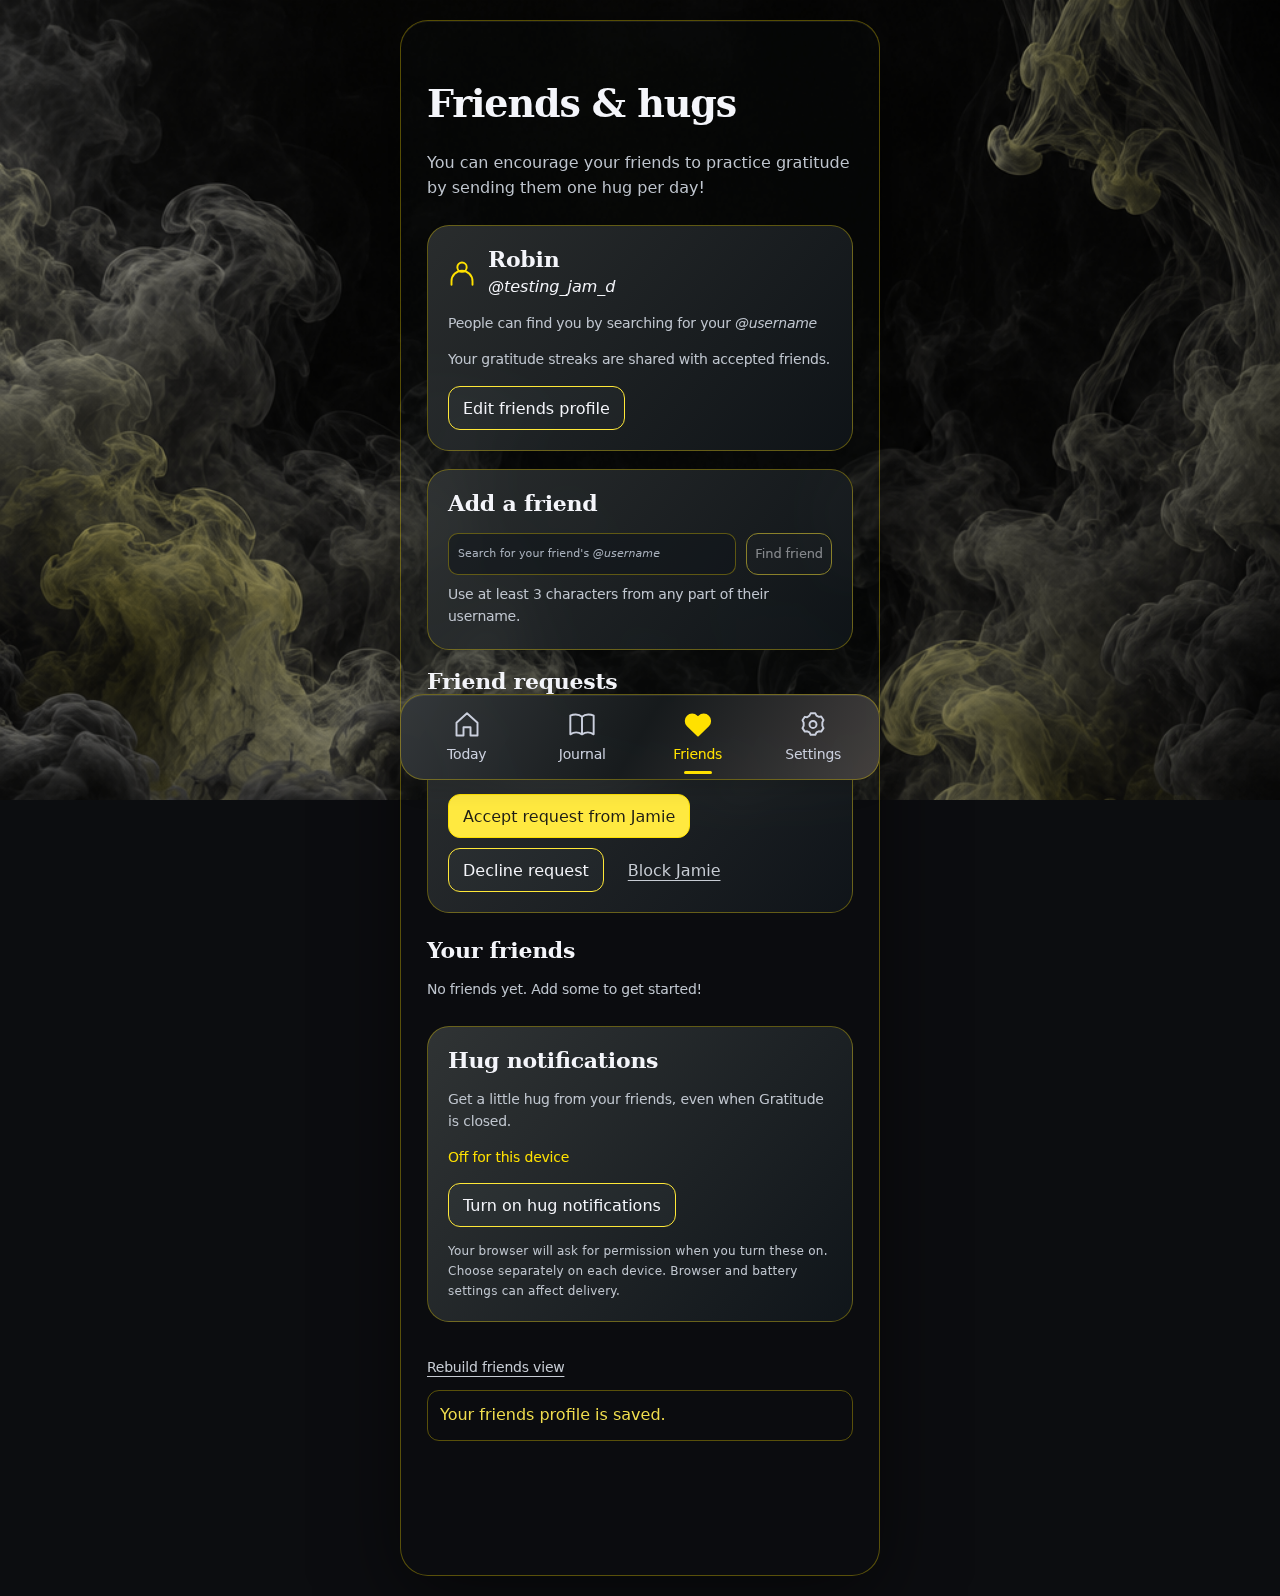 Friends & hugs
You can encourage your friends to practice gratitude
by sending them one hug per day!
Robin
@testing_jam_d
People can find you by searching for your @username
Your gratitude streaks are shared with accepted friends.
Edit friends profile
Add a friend
Search for your friend's @username
Find friend
Use at least 3 characters from any part of their
username.
Friend requests
Today
Journal
Friends
Settings
Accept request from Jamie
Decline request
Block Jamie
Your friends
No friends yet. Add some to get started!
Hug notifications
Get a little hug from your friends, even when Gratitude
is closed.
Off for this device
Turn on hug notifications
Your browser will ask for permission when you turn these on.
Choose separately on each device. Browser and battery
settings can affect delivery.
Rebuild friends view
Your friends profile is saved.